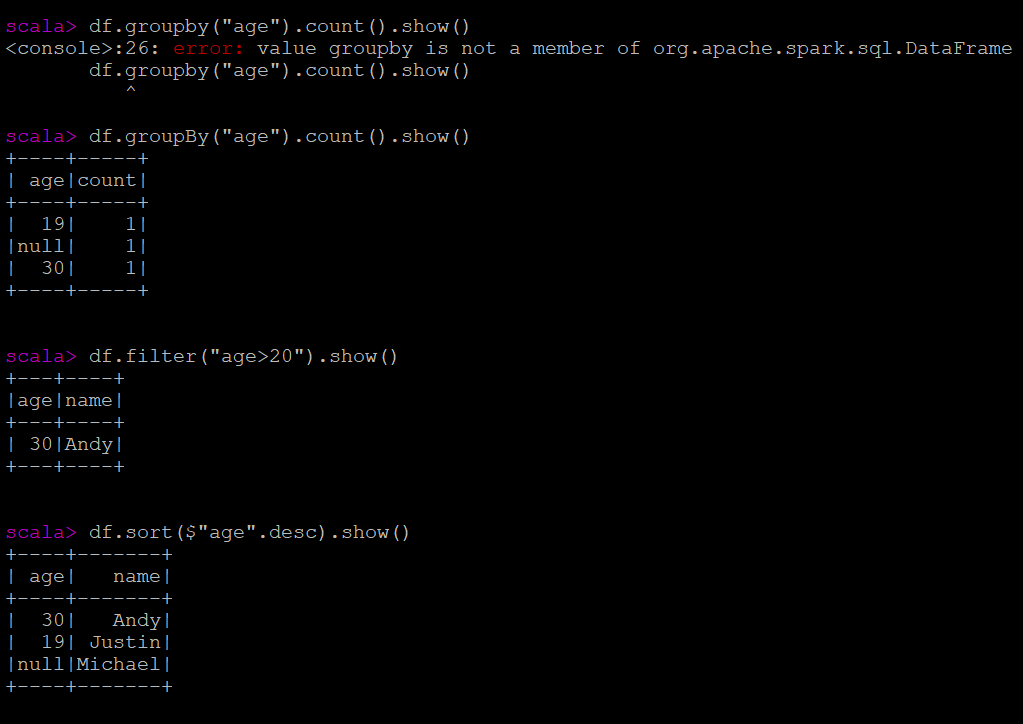 scala> df.groupby("age").count().show()
<console>:26: error: value groupby is not a member of org.apache.spark.sql.DataFrame
       df.groupby("age").count().show()
          ^
scala> df.groupBy("age").count().show()
+----+-----+
| age|count|
+----+-----+
|  19|    1|
|null|    1|
|  30|    1|
+----+-----+
scala> df.filter("age>20").show()
+---+----+
|age|name|
+---+----+
| 30|Andy|
+---+----+
scala> df.sort($"age".desc).show()
+----+-------+
| age|   name|
+----+-------+
|  30|   Andy|
|  19| Justin|
|null|Michael|
+----+-------+